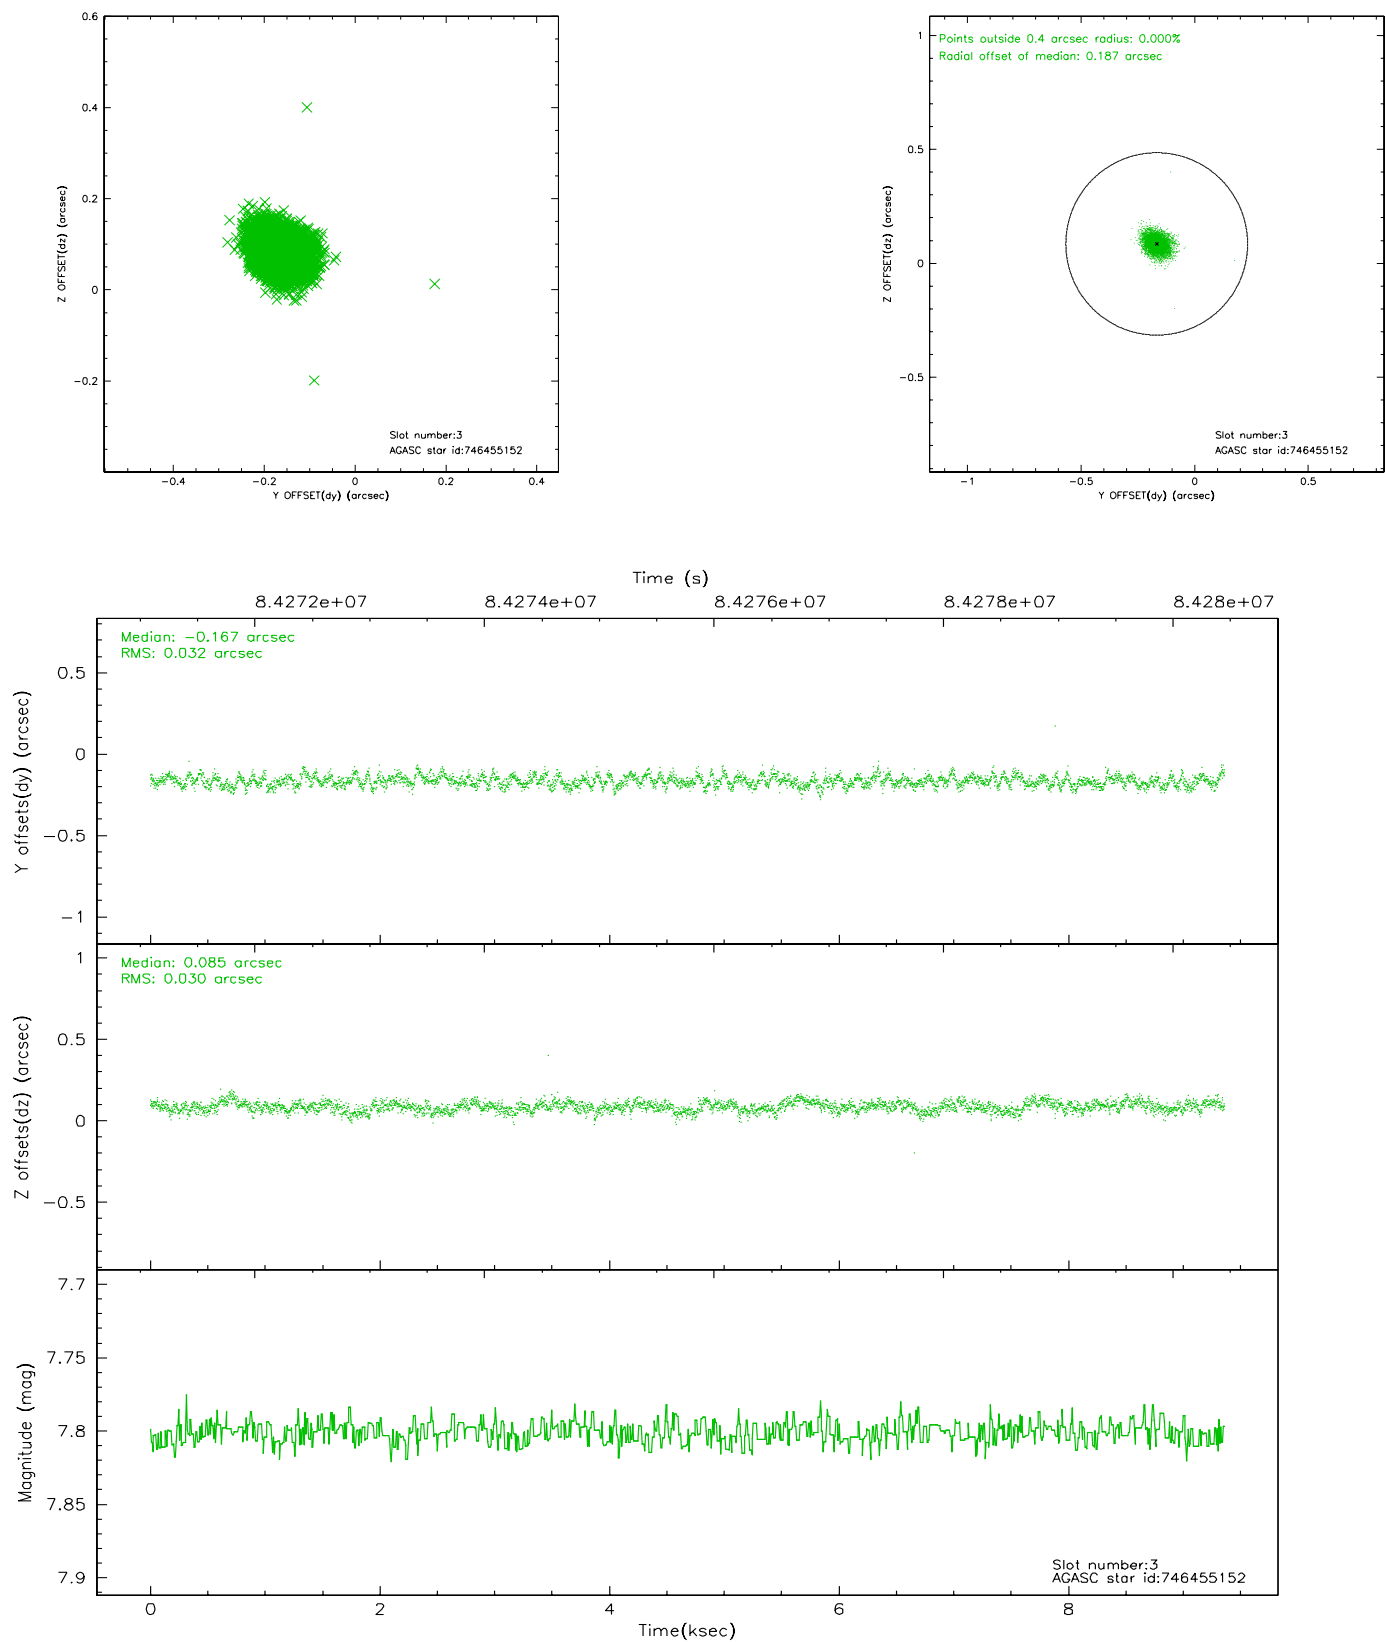 0.6
0.4
0.2
0
−0.2
Z OFFSET(dz) (arcsec)
Slot number:3
AGASC star id:746455152
−0.4 −0.2 0 0.2 0.4
Y OFFSET(dy) (arcsec)
Points outside 0.4 arcsec radius: 0.000%
Radial offset of median: 0.187 arcsec
1
0.5
0
−0.5
Z OFFSET(dz) (arcsec)
Slot number:3
AGASC star id:746455152
−1 −0.5 0 0.5
Y OFFSET(dy) (arcsec)
Time (s)
8.4272e+07 8.4274e+07 8.4276e+07 8.4278e+07 8.428e+07
Median: −0.167 arcsec
RMS: 0.032 arcsec
0.5
0
−0.5
−1
Y offsets(dy) (arcsec)
Median: 0.085 arcsec
RMS: 0.030 arcsec
1
0.5
0
−0.5
Z offsets(dz) (arcsec)
7.7
7.75
7.8
7.85
7.9
Magnitude (mag)
Slot number:3
AGASC star id:746455152
0 2 4 6 8
Time(ksec)